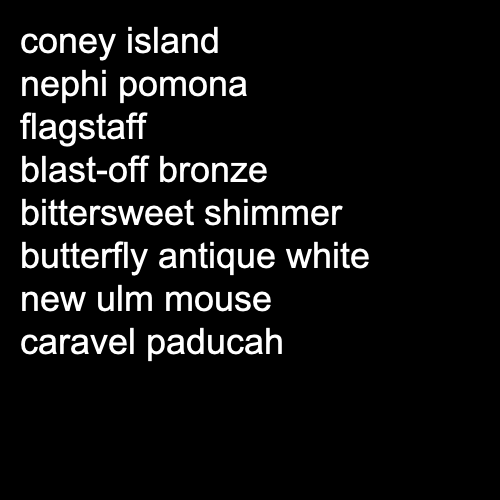 coney island
nephi pomona
flagstaff
blast-off bronze
bittersweet shimmer
butterfly antique white
new ulm mouse
caravel paducah